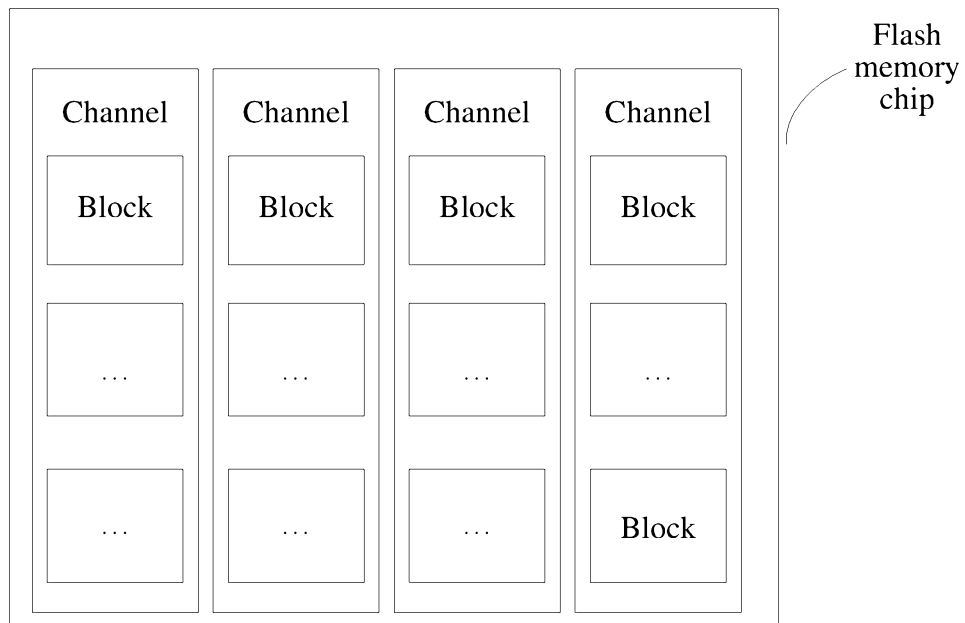 Flash
memory
chip
Channel Channel Channel Channel
Block Block Block Block
... ... ... ...
... ... ... Block